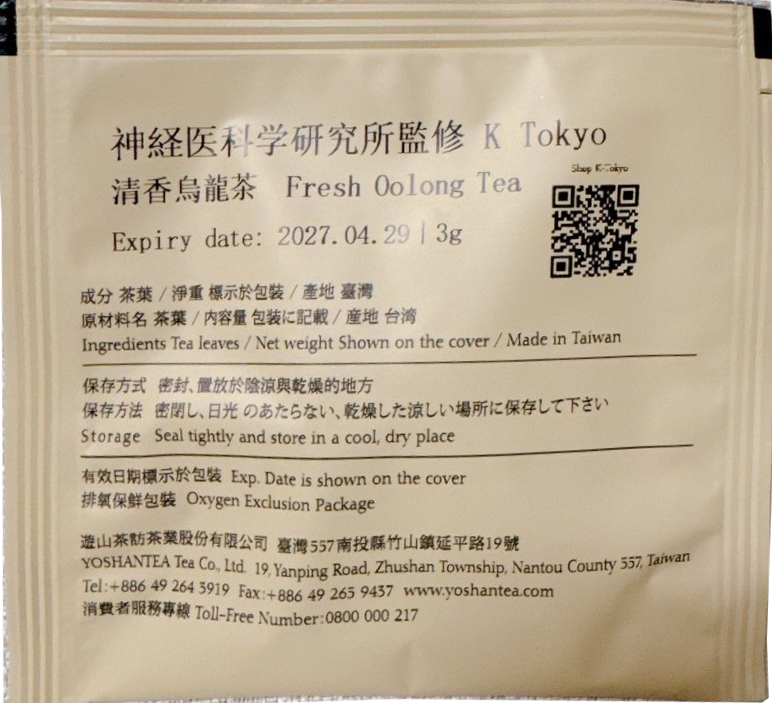 神経医科学研究所監修 K Tokyo
Shop K-Tokyo
清香烏龍茶 Fresh Oolong Tea
Expiry date: 2027.04.29 | 3g
成分 茶葉 / 淨重 標示於包裝 / 產地 臺灣
原材料名 茶葉 / 内容量 包装に記載 / 産地 台湾
Ingredients Tea leaves / Net weight Shown on the cover / Made in Taiwan
保存方式 密封、置放於陰涼與乾燥的地方
保存方法 密閉し、日光 のあたらない、乾燥した涼しい場所に保存して下さい
Storage Seal tightly and store in a cool, dry place
有效日期標示於包裝 Exp. Date is shown on the cover
排氧保鮮包裝 Oxygen Exclusion Package
遊山茶訪茶業股份有限公司 臺灣557南投縣竹山鎮延平路19號
YOSHANTEA Tea Co., Ltd. 19, Yanping Road, Zhushan Township, Nantou County 557, Taiwan
Tel:+886 49 264 3919 Fax:+886 49 265 9437 www.yoshantea.com
消費者服務專線 Toll-Free Number:0800 000 217